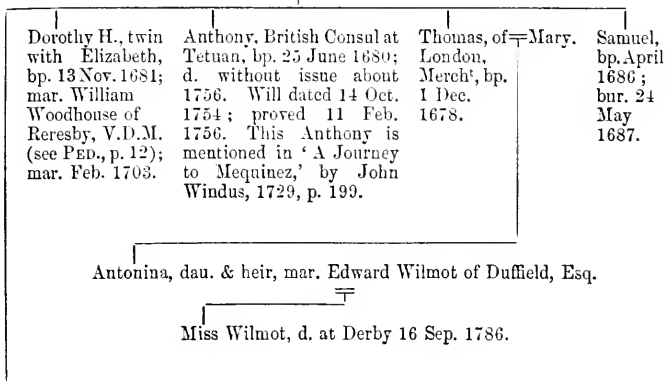 Dorothy H., twin
with Elizabeth,
bp. 13 Nov. 1681;
mar. William
Woodhouse of
Reresby, V.D.M.
(see PED., p. 12);
mar. Feb. 1703.
Anthony, British Consul at
Tetuan, bp. 25 June 1680;
d. without issue about
1756. Will dated 14 Oct.
1754; proved 11 Feb.
1756. This Anthony is
mentioned in ‘A Journey
to Mequinez,’ by John
Windus, 1729, p. 199.
Thomas, of=Mary.
London,
Merchᵗ, bp.
1 Dec.
1678.
Samuel,
bp. April
1686;
bur. 24
May
1687.
Antonina, dau. & heir, mar. Edward Wilmot of Duffield, Esq.
Miss Wilmot, d. at Derby 16 Sep. 1786.